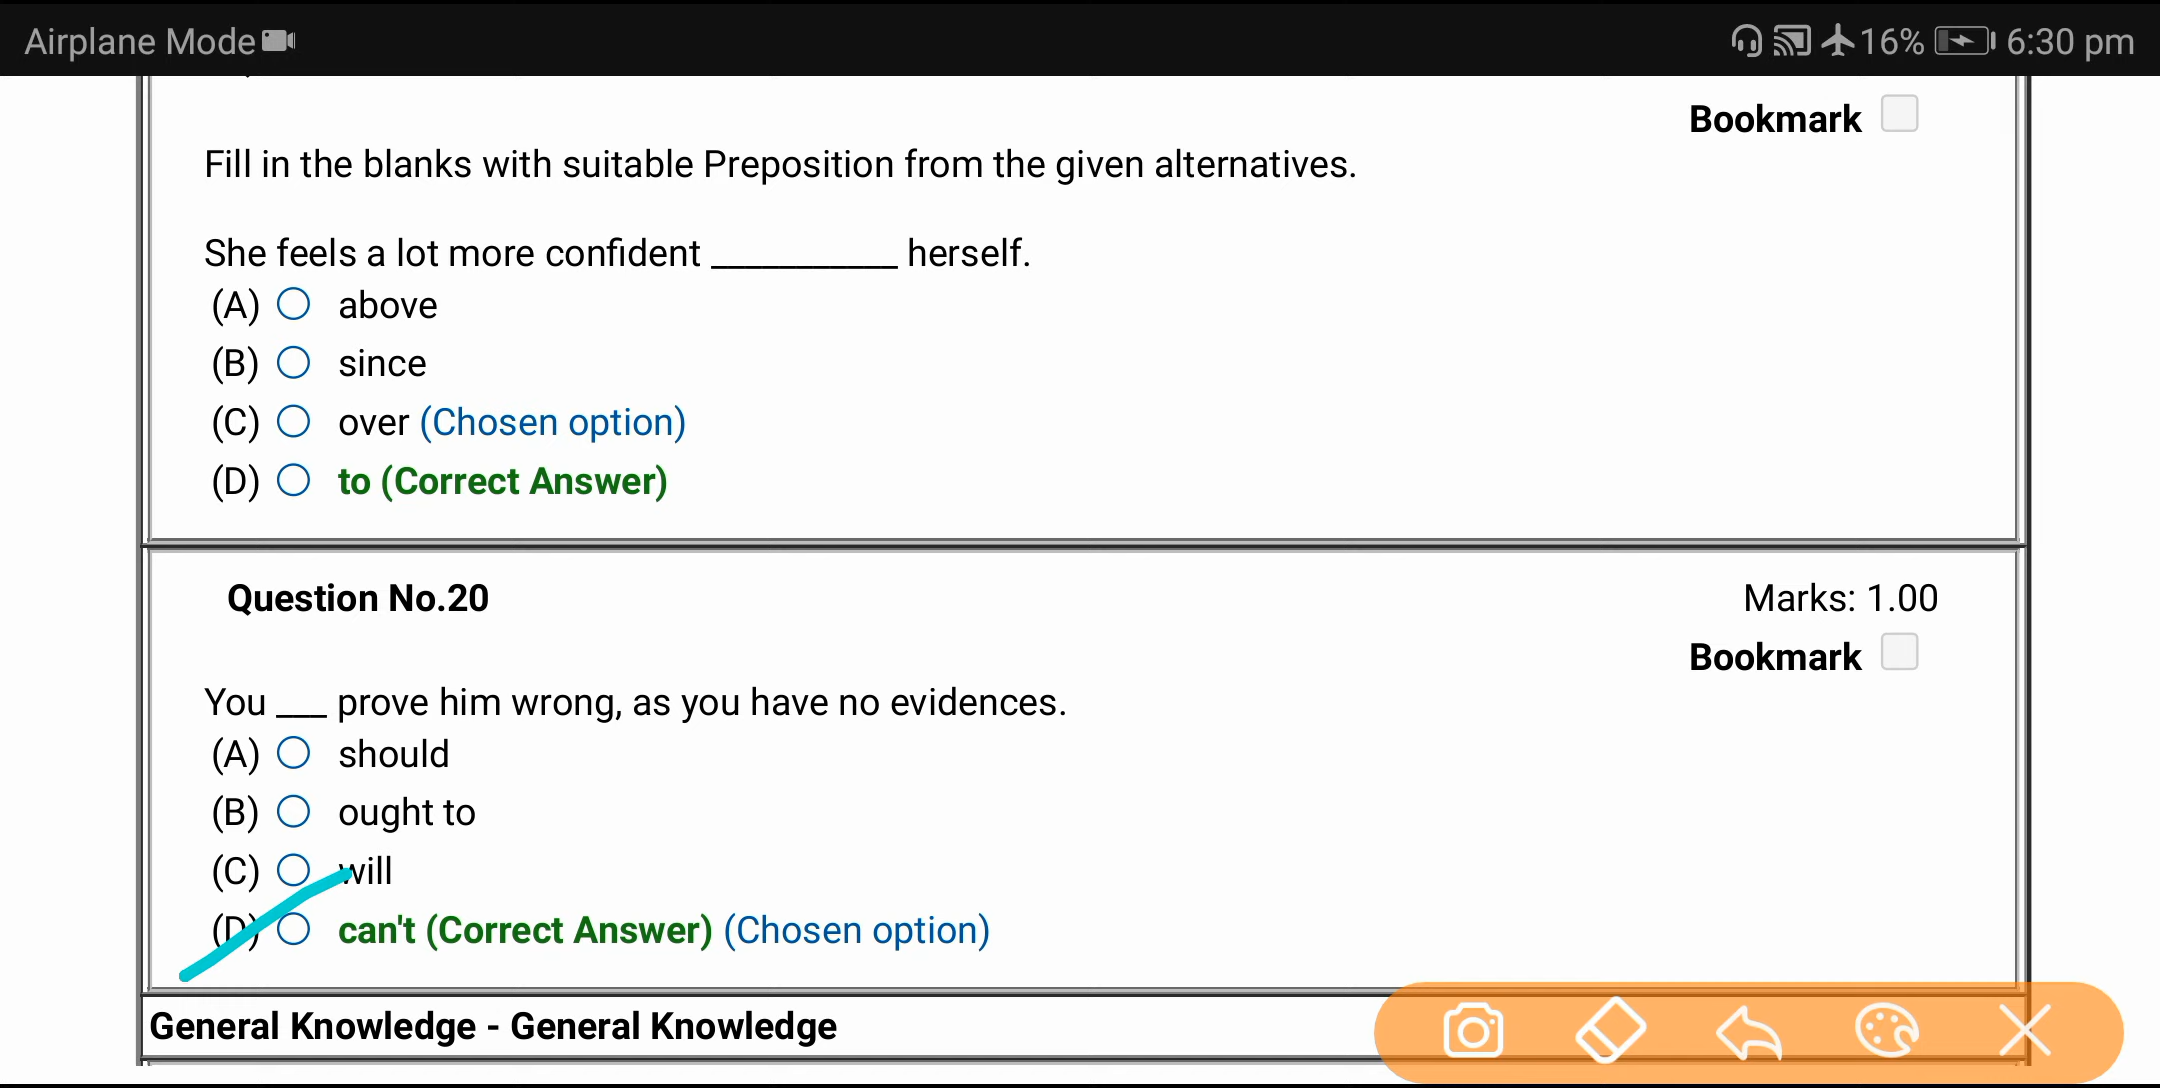 Airplane Mode 16% 6:30 pm
Bookmark
Fill in the blanks with suitable Preposition from the given alternatives.
She feels a lot more confident ___________ herself.
(A) above
(B) since
(C) over (Chosen option)
(D) to (Correct Answer)
Question No.20 Marks: 1.00
Bookmark
You ___ prove him wrong, as you have no evidences.
(A) should
(B) ought to
(C) will
(D) can't (Correct Answer) (Chosen option)
General Knowledge - General Knowledge